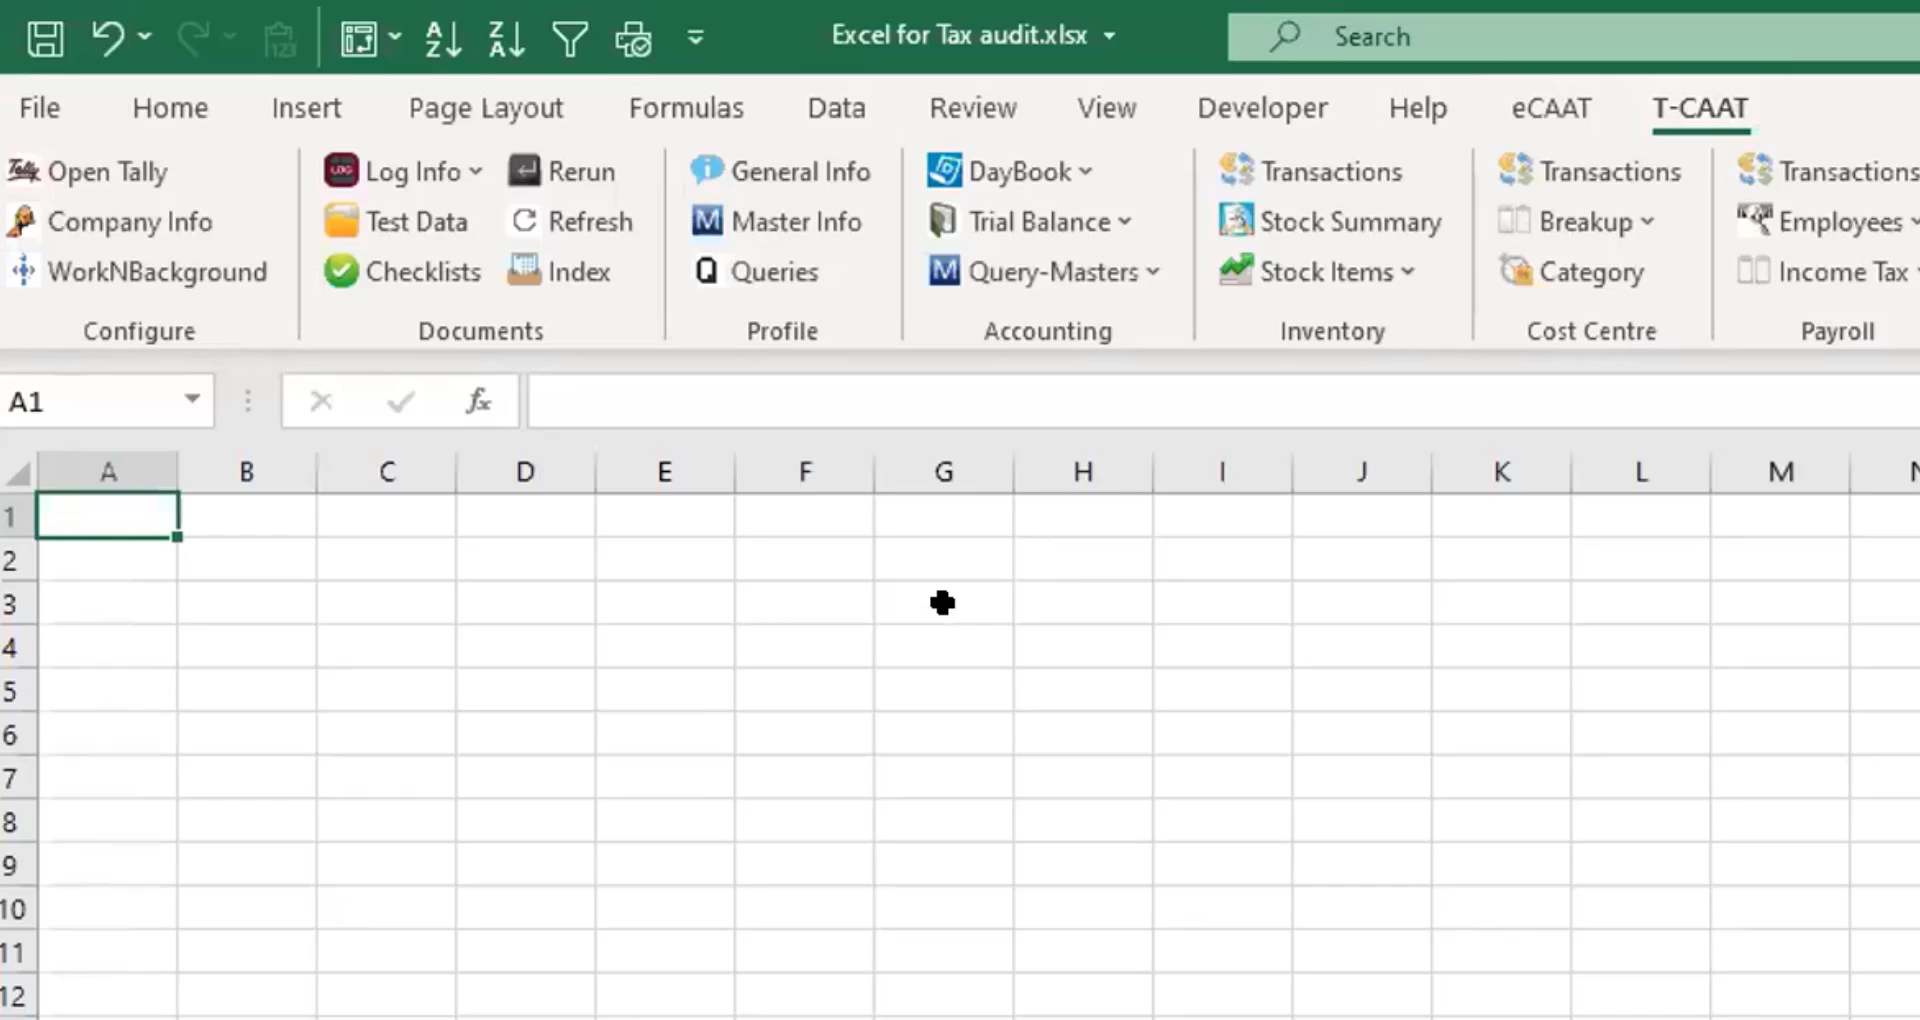 Excel for Tax audit.xlsx
Search
File Home Insert Page Layout Formulas Data Review View Developer Help eCAAT T-CAAT
Tally Open Tally LOG Log Info Rerun General Info DayBook Transactions Transactions Transactions
Company Info Test Data Refresh M Master Info Trial Balance Stock Summary Breakup Employees
WorkNBackground Checklists Index Q Queries M Query-Masters Stock Items Category Income Tax
Configure Documents Profile Accounting Inventory Cost Centre Payroll
A1 fx
A B C D E F G H I J K L M N
1
2
3
4
5
6
7
8
9
10
11
12